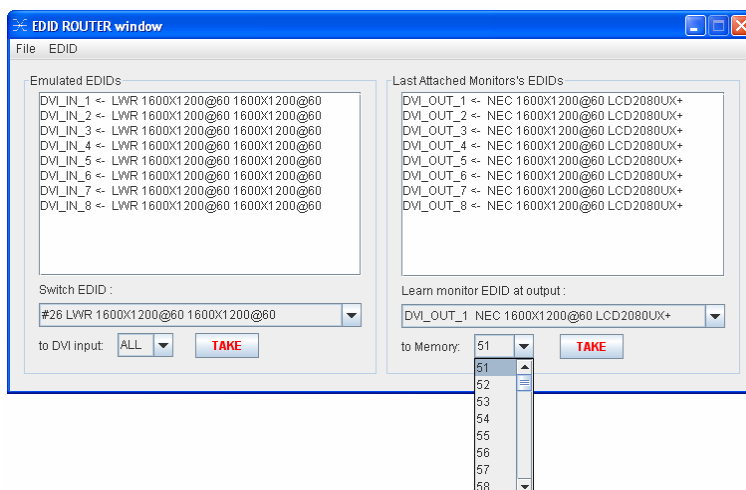 EDID ROUTER window
File EDID
Emulated EDIDs
DVI_IN_1 <- LWR 1600X1200@60 1600X1200@60
DVI_IN_2 <- LWR 1600X1200@60 1600X1200@60
DVI_IN_3 <- LWR 1600X1200@60 1600X1200@60
DVI_IN_4 <- LWR 1600X1200@60 1600X1200@60
DVI_IN_5 <- LWR 1600X1200@60 1600X1200@60
DVI_IN_6 <- LWR 1600X1200@60 1600X1200@60
DVI_IN_7 <- LWR 1600X1200@60 1600X1200@60
DVI_IN_8 <- LWR 1600X1200@60 1600X1200@60
Switch EDID :
#26 LWR 1600X1200@60 1600X1200@60
to DVI input: ALL TAKE
Last Attached Monitors's EDIDs
DVI_OUT_1 <- NEC 1600X1200@60 LCD2080UX+
DVI_OUT_2 <- NEC 1600X1200@60 LCD2080UX+
DVI_OUT_3 <- NEC 1600X1200@60 LCD2080UX+
DVI_OUT_4 <- NEC 1600X1200@60 LCD2080UX+
DVI_OUT_5 <- NEC 1600X1200@60 LCD2080UX+
DVI_OUT_6 <- NEC 1600X1200@60 LCD2080UX+
DVI_OUT_7 <- NEC 1600X1200@60 LCD2080UX+
DVI_OUT_8 <- NEC 1600X1200@60 LCD2080UX+
Learn monitor EDID at output :
DVI_OUT_1 NEC 1600X1200@60 LCD2080UX+
to Memory: 51 TAKE
51
52
53
54
55
56
57
58